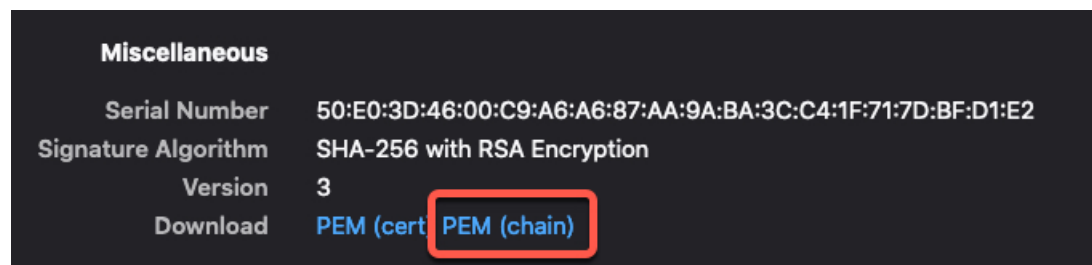 Miscellaneous
Serial Number 50:E0:3D:46:00:C9:A6:A6:87:AA:9A:BA:3C:C4:1F:71:7D:BF:D1:E2
Signature Algorithm SHA-256 with RSA Encryption
Version 3
Download PEM (cert) PEM (chain)